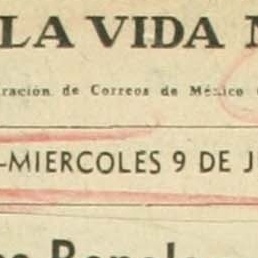 LA VIDA
ración de Correos de México
-MIERCOLES 9 DE J